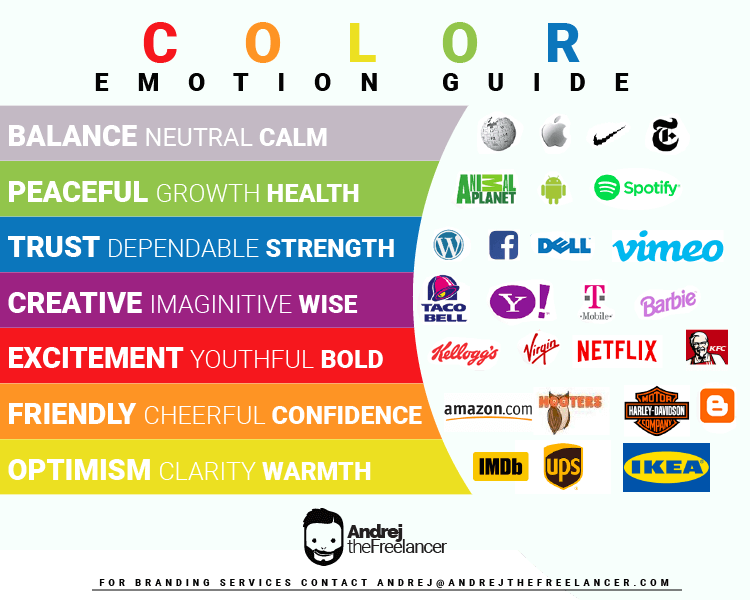 COLOR
EMOTION GUIDE
BALANCE NEUTRAL CALM
PEACEFUL GROWTH HEALTH
ANIMAL
PLANET
Spotify
TRUST DEPENDABLE STRENGTH
W
f
DELL
vimeo
CREATIVE IMAGINITIVE WISE
TACO
BELL
Y!
T
·Mobile·
Barbie
EXCITEMENT YOUTHFUL BOLD
Kellogg's
Virgin
NETFLIX
KFC
FRIENDLY CHEERFUL CONFIDENCE
amazon.com
HOOTERS
MOTOR
HARLEY-DAVIDSON
COMPANY
B
OPTIMISM CLARITY WARMTH
IMDb
ups
IKEA
Andrej
theFreelancer
FOR BRANDING SERVICES CONTACT ANDREJ@ANDREJTHEFREELANCER.COM